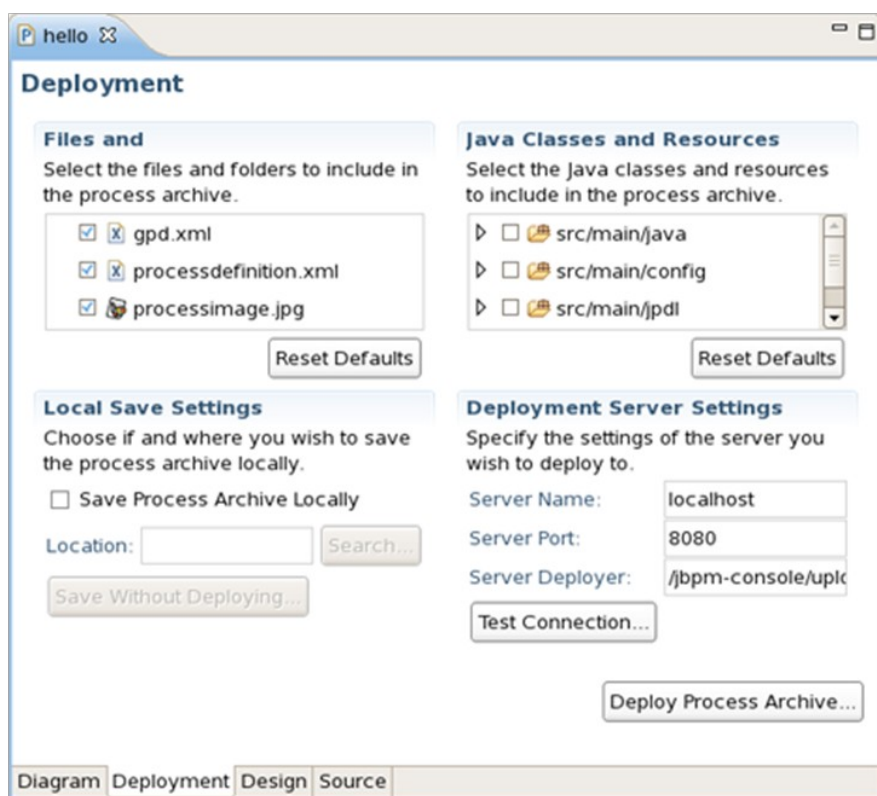 hello
Deployment
Files and
Select the files and folders to include in
the process archive.
gpd.xml
processdefinition.xml
processimage.jpg
Reset Defaults
Java Classes and Resources
Select the Java classes and resources
to include in the process archive.
src/main/java
src/main/config
src/main/jpdl
Reset Defaults
Local Save Settings
Choose if and where you wish to save
the process archive locally.
Save Process Archive Locally
Location:
Search...
Save Without Deploying...
Deployment Server Settings
Specify the settings of the server you
wish to deploy to.
Server Name: localhost
Server Port: 8080
Server Deployer: /jbpm-console/uplo
Test Connection...
Deploy Process Archive...
Diagram Deployment Design Source